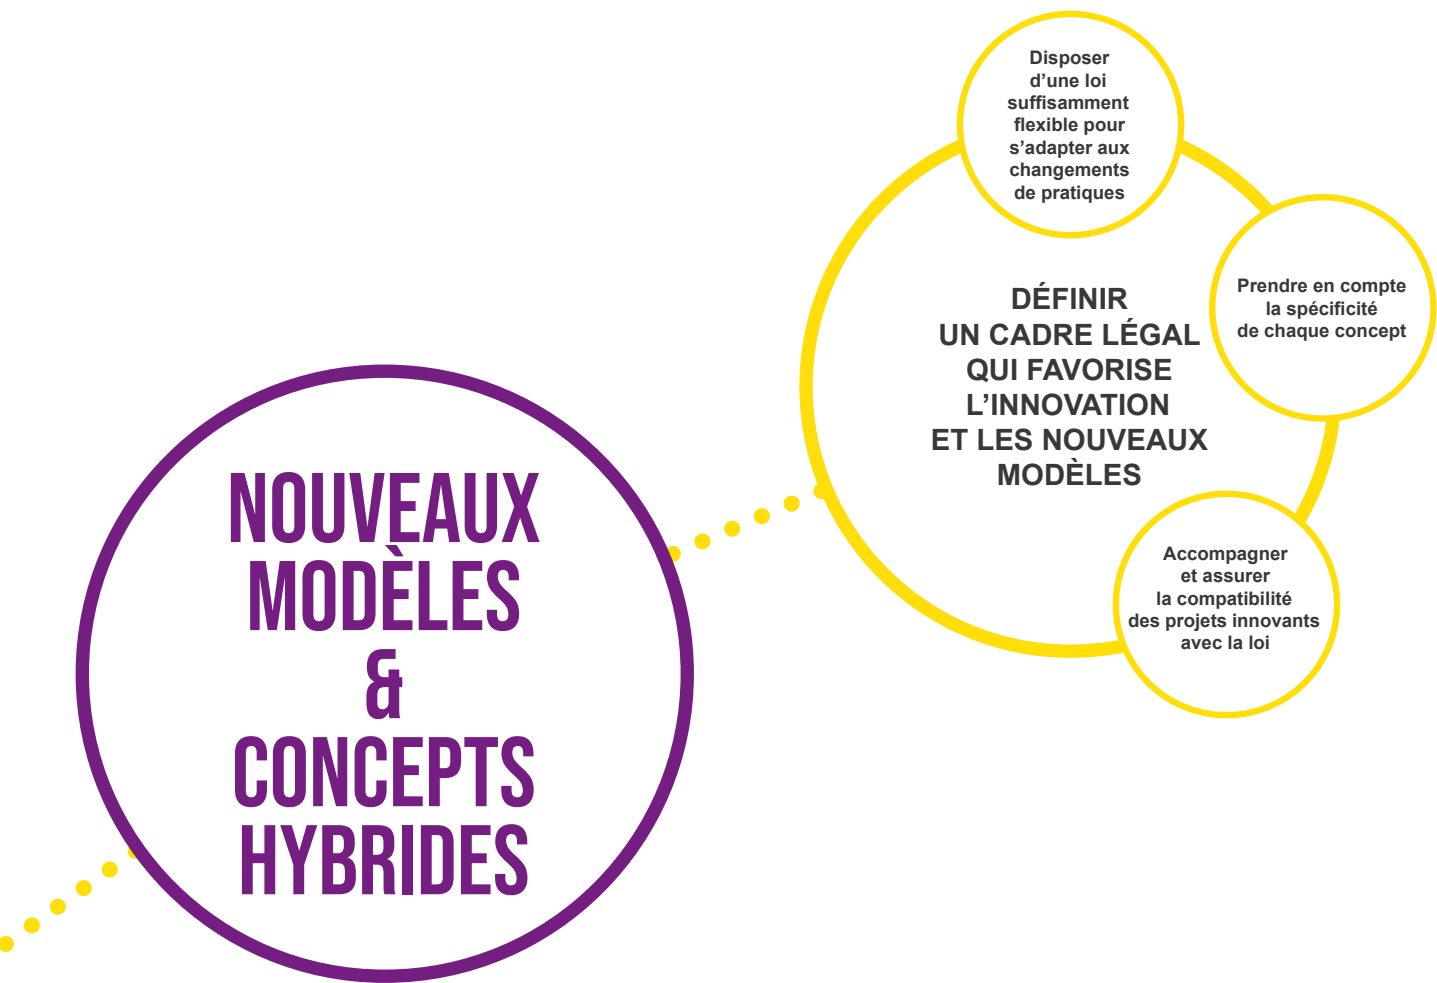 NOUVEAUX
MODÈLES
&
CONCEPTS
HYBRIDES
DÉFINIR
UN CADRE LÉGAL
QUI FAVORISE
L’INNOVATION
ET LES NOUVEAUX
MODÈLES
Disposer
d’une loi
suffisamment
flexible pour
s’adapter aux
changements
de pratiques
Prendre en compte
la spécificité
de chaque concept
Accompagner
et assurer
la compatibilité
des projets innovants
avec la loi